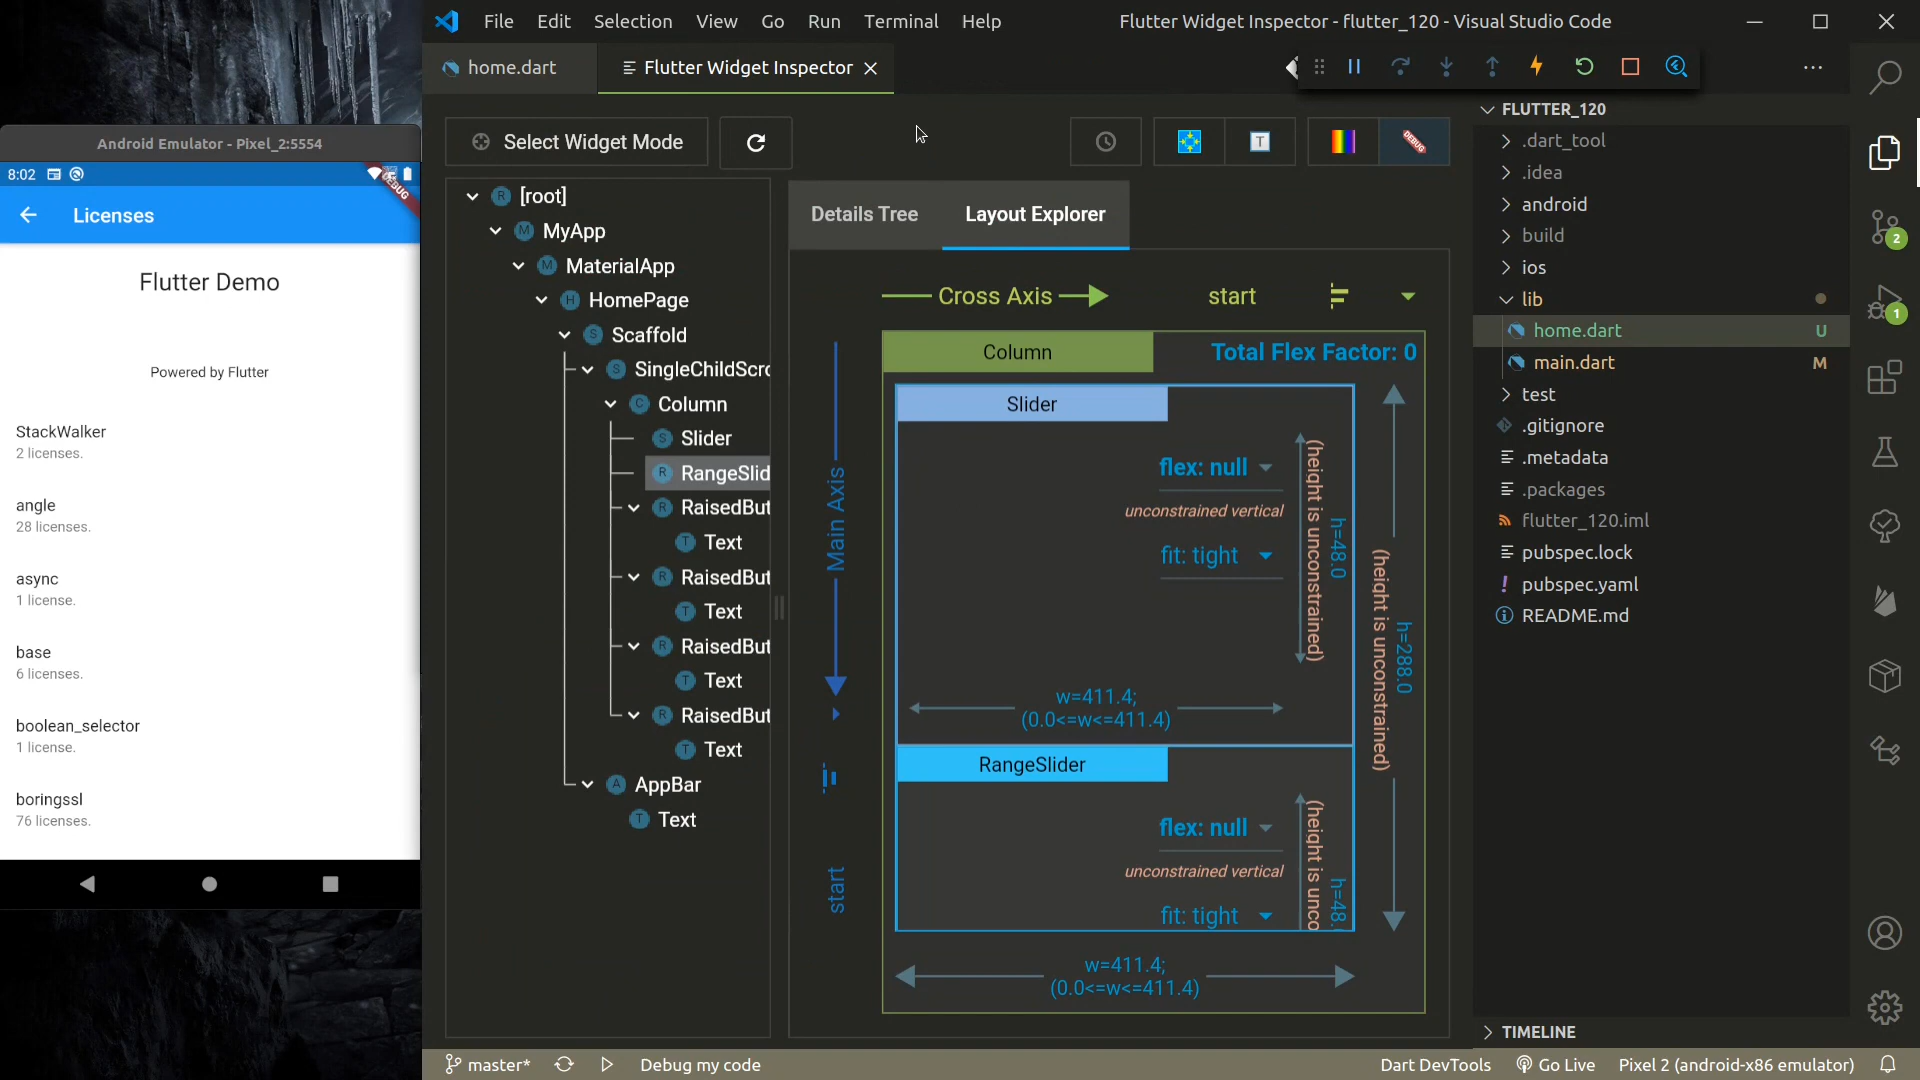 File Edit Selection View Go Run Terminal Help
Flutter Widget Inspector - flutter_120 - Visual Studio Code
home.dart
Flutter Widget Inspector
Android Emulator - Pixel_2:5554
8:02
DEBUG
Licenses
Flutter Demo
Powered by Flutter
StackWalker
2 licenses.
angle
28 licenses.
async
1 license.
base
6 licenses.
boolean_selector
1 license.
boringssl
76 licenses.
Select Widget Mode
T
DEBUG
R [root]
M MyApp
M MaterialApp
H HomePage
S Scaffold
S SingleChildScro
C Column
S Slider
R RangeSlid
R RaisedBut
T Text
R RaisedBut
T Text
R RaisedBut
T Text
R RaisedBut
T Text
A AppBar
T Text
Details Tree
Layout Explorer
Cross Axis
start
Main Axis
start
Column
Total Flex Factor: 0
Slider
flex: null
unconstrained vertical
fit: tight
h=48.0
(height is unconstrained)
w=411.4;
(0.0<=w<=411.4)
RangeSlider
flex: null
unconstrained vertical
fit: tight
h=48.
(height is unco
h=288.0
(height is unconstrained)
w=411.4;
(0.0<=w<=411.4)
FLUTTER_120
.dart_tool
.idea
android
build
ios
lib
home.dart U
main.dart M
test
.gitignore
.metadata
.packages
flutter_120.iml
pubspec.lock
pubspec.yaml
README.md
TIMELINE
2
1
master*
Debug my code
Dart DevTools
Go Live
Pixel 2 (android-x86 emulator)